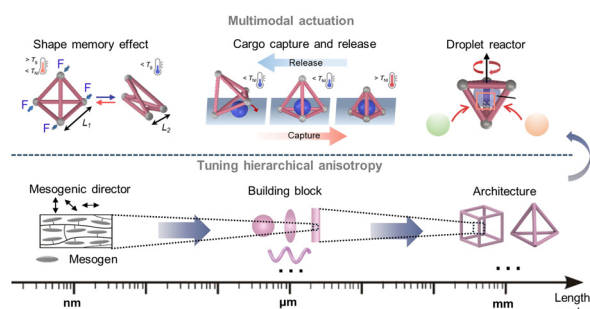 Multimodal actuation
Shape memory effect
Cargo capture and release
Droplet reactor
> Tg
< TNI
< Tg
F
F
F
F
L1
L2
Release
< TNI
< TNI
> TNI
Capture
Tuning hierarchical anisotropy
Mesogenic director
Building block
Architecture
Mesogen
...
...
nm
µm
mm
Length